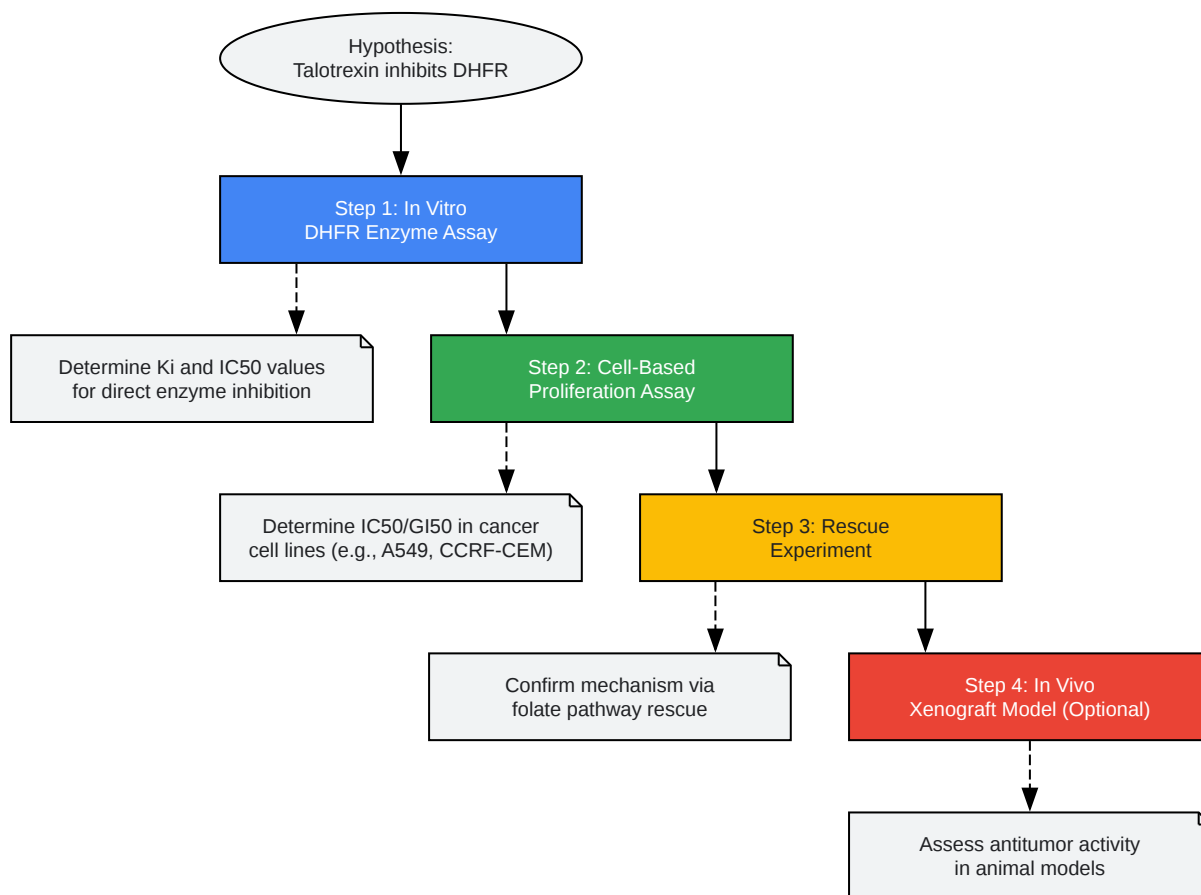 Hypothesis:
Talotrexin inhibits DHFR
Step 1: In Vitro
DHFR Enzyme Assay
Determine Ki and IC50 values
for direct enzyme inhibition
Step 2: Cell-Based
Proliferation Assay
Determine IC50/GI50 in cancer
cell lines (e.g., A549, CCRF-CEM)
Step 3: Rescue
Experiment
Confirm mechanism via
folate pathway rescue
Step 4: In Vivo
Xenograft Model (Optional)
Assess antitumor activity
in animal models